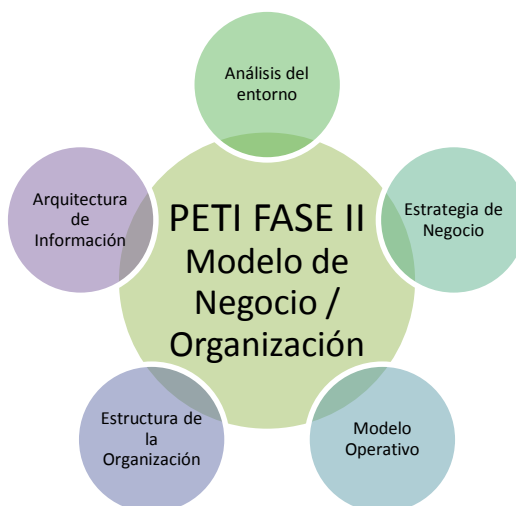 Análisis del
entorno
Estrategia de
Negocio
Modelo
Operativo
Estructura de
la
Organización
Arquitectura
de
Información
PETI FASE II
Modelo de
Negocio /
Organización